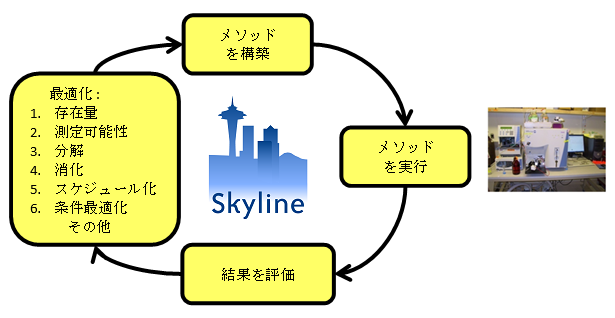 メソッド
を構築
最適化:
1. 存在量
2. 測定可能性
3. 分解
4. 消化
5. スケジュール化
6. 条件最適化
その他
Skyline
メソッド
を実行
結果を評価